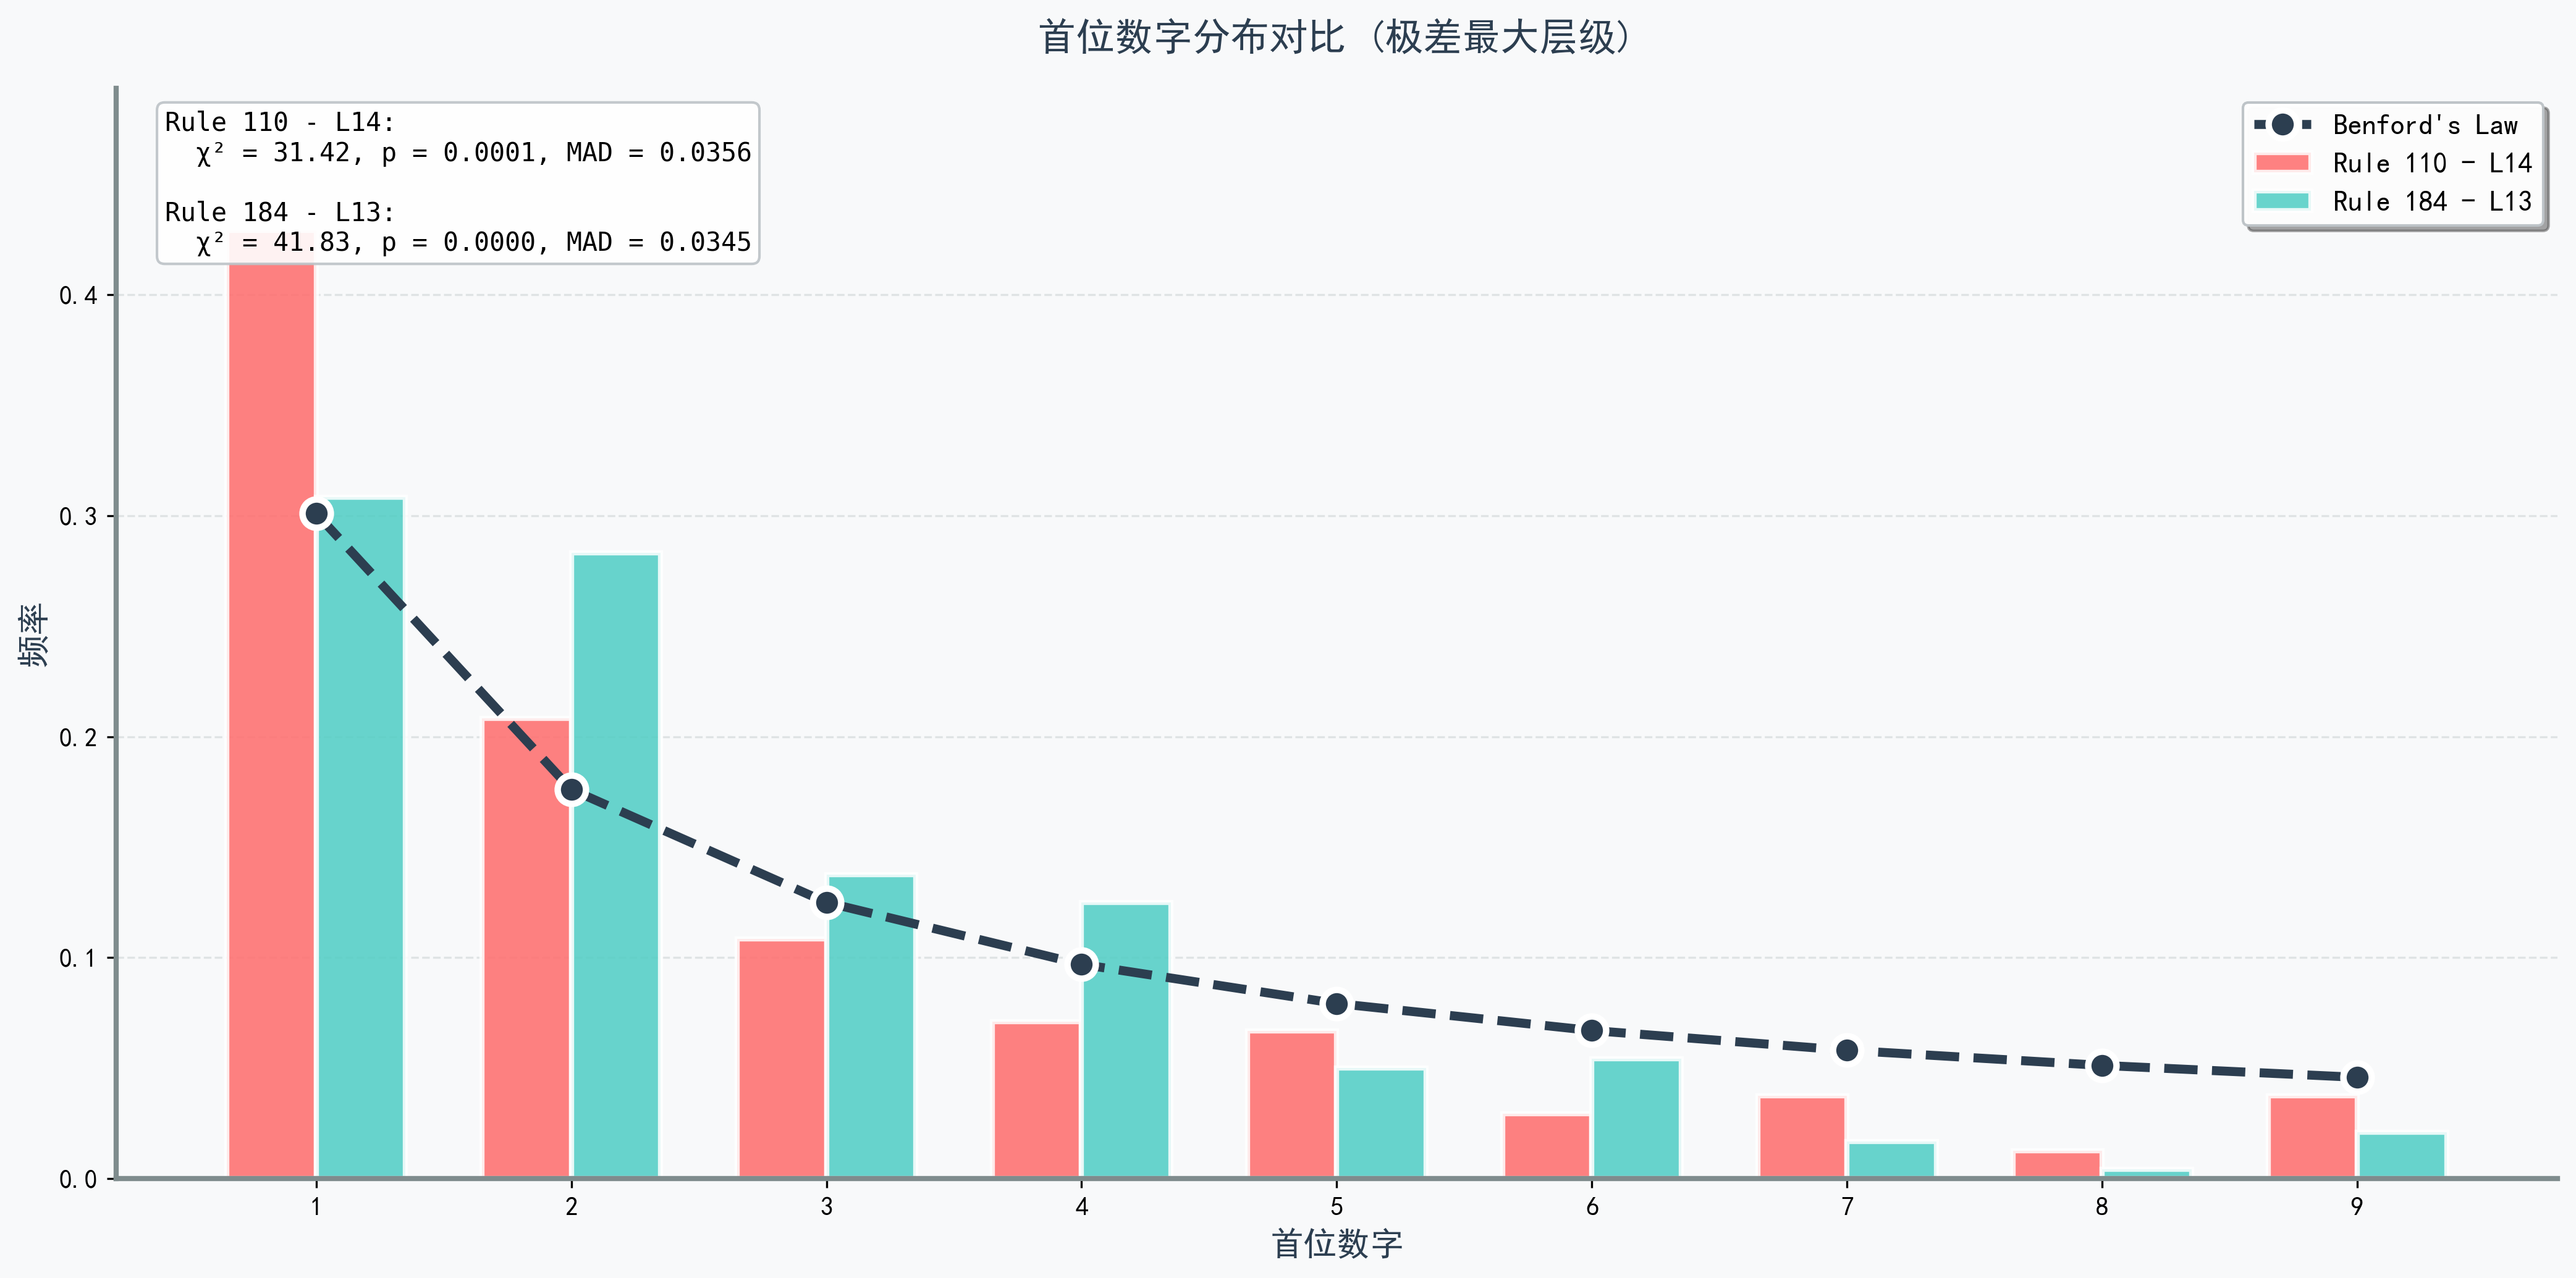 首位数字分布对比 (极差最大层级)
Rule 110 - L14:
χ² = 31.42, p = 0.0001, MAD = 0.0356
Rule 184 - L13:
χ² = 41.83, p = 0.0000, MAD = 0.0345
Benford's Law
Rule 110 - L14
Rule 184 - L13
频率
0.4
0.3
0.2
0.1
0.0
1 2 3 4 5 6 7 8 9
首位数字